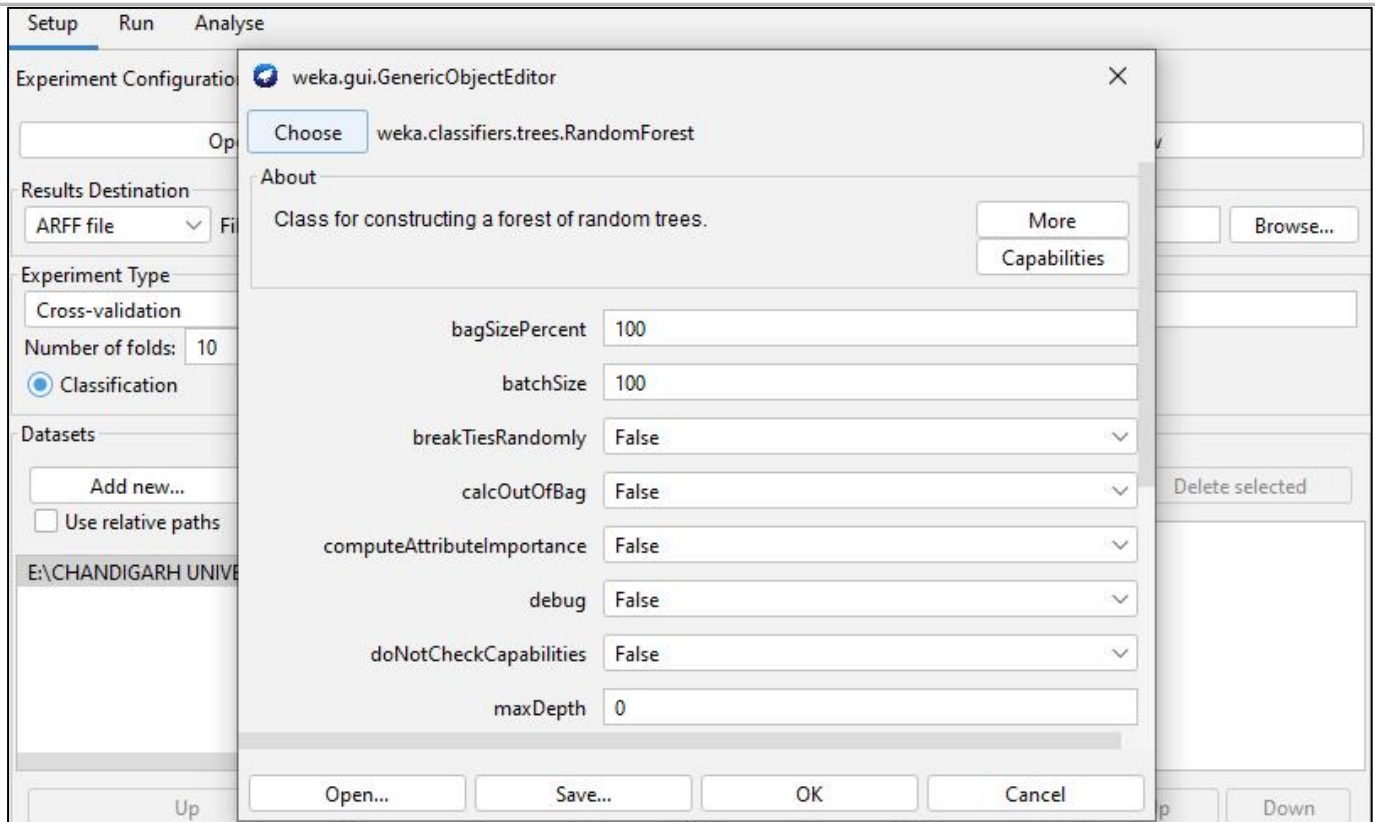 Setup Run Analyse
Experiment Configuratio
weka.gui.GenericObjectEditor
Choose weka.classifiers.trees.RandomForest
Op
Results Destination
ARFF file Fil
Browse...
About
Class for constructing a forest of random trees.
More
Capabilities
Experiment Type
Cross-validation
Number of folds: 10
Classification
bagSizePercent 100
batchSize 100
breakTiesRandomly False
calcOutOfBag False
computeAttributeImportance False
debug False
doNotCheckCapabilities False
maxDepth 0
Datasets
Add new...
Use relative paths
E:\CHANDIGARH UNIVE
Delete selected
Open... Save... OK Cancel
Up
Down